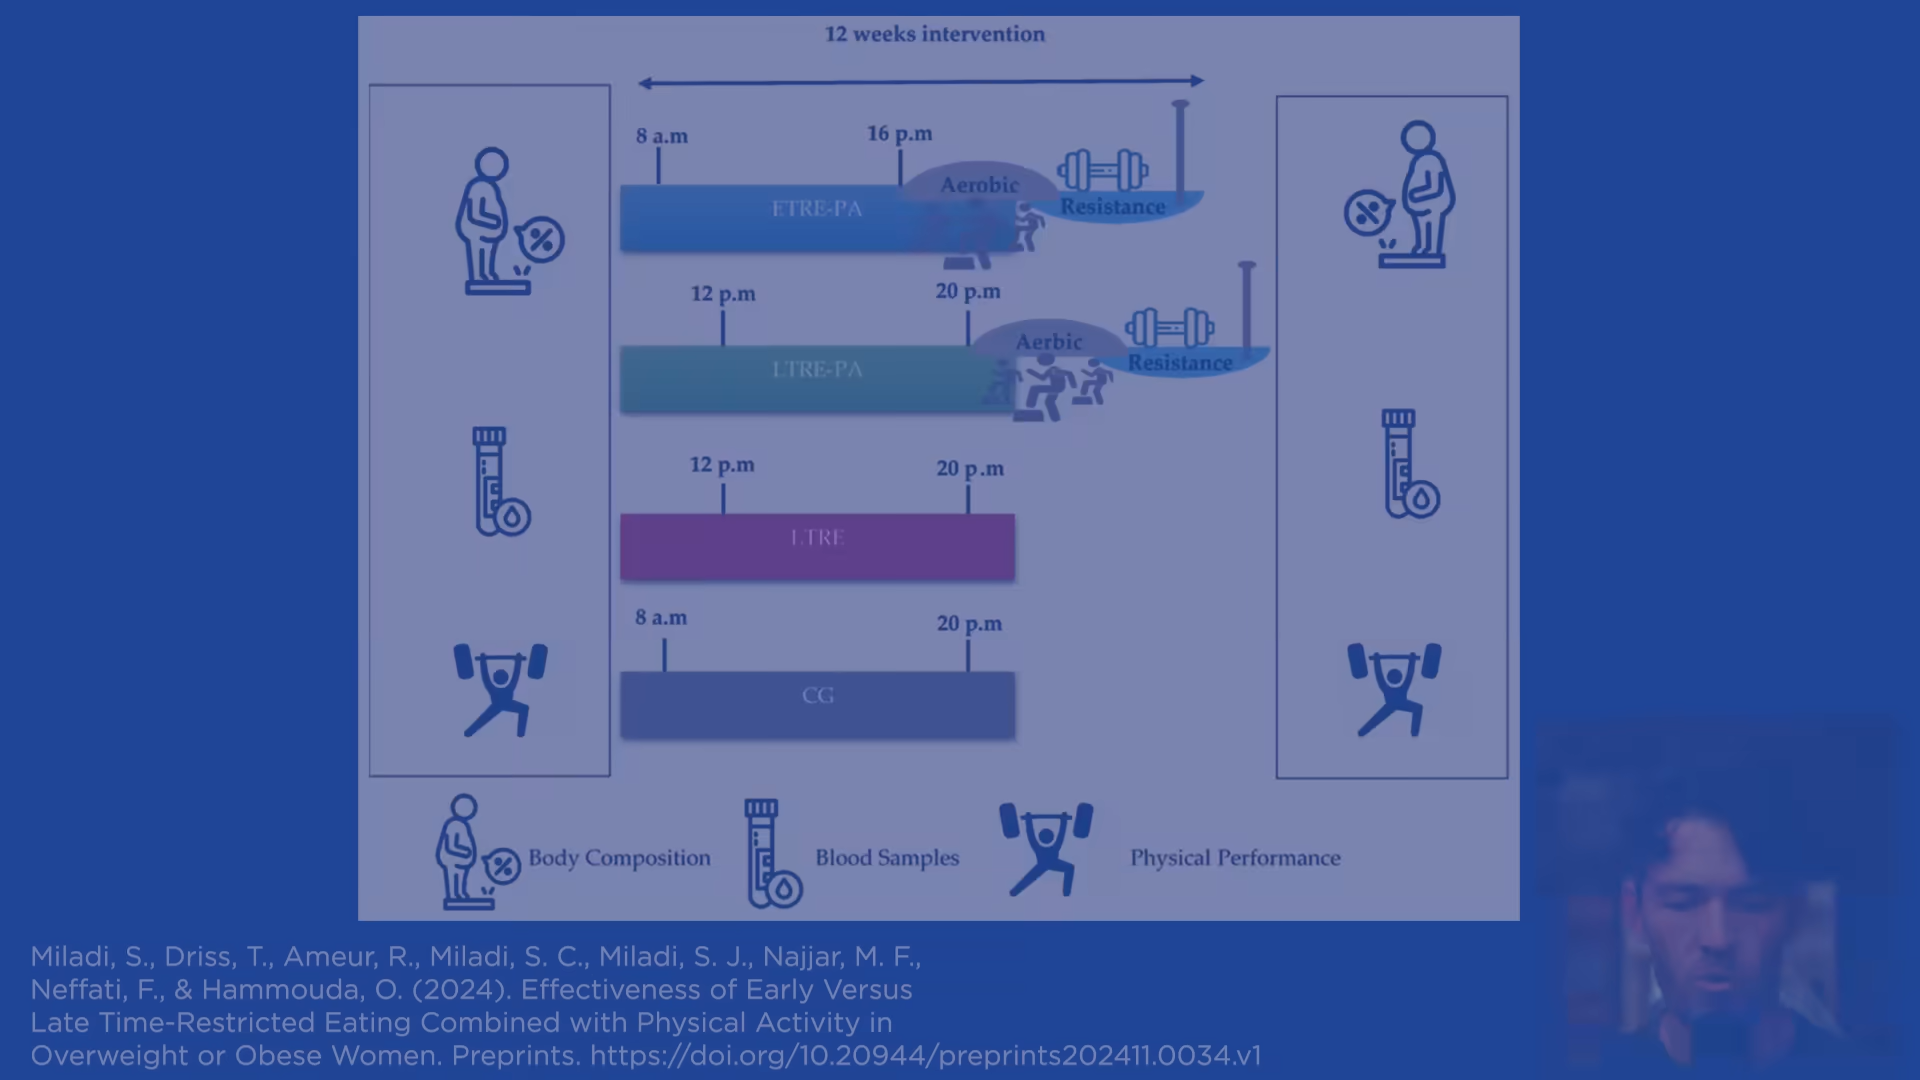 12 weeks intervention
8 a.m
16 p.m
Aerobic
ETRE-PA
Resistance
12 p.m
20 p.m
Aerbic
LTRE-PA
Resistance
12 p.m
20 p.m
LTRE
8 a.m
20 p.m
CG
Body Composition
Blood Samples
Physical Performance
Miladi, S., Driss, T., Ameur, R., Miladi, S. C., Miladi, S. J., Najjar, M. F.,
Neffati, F., & Hammouda, O. (2024). Effectiveness of Early Versus
Late Time-Restricted Eating Combined with Physical Activity in
Overweight or Obese Women. Preprints. https://doi.org/10.20944/preprints202411.0034.v1